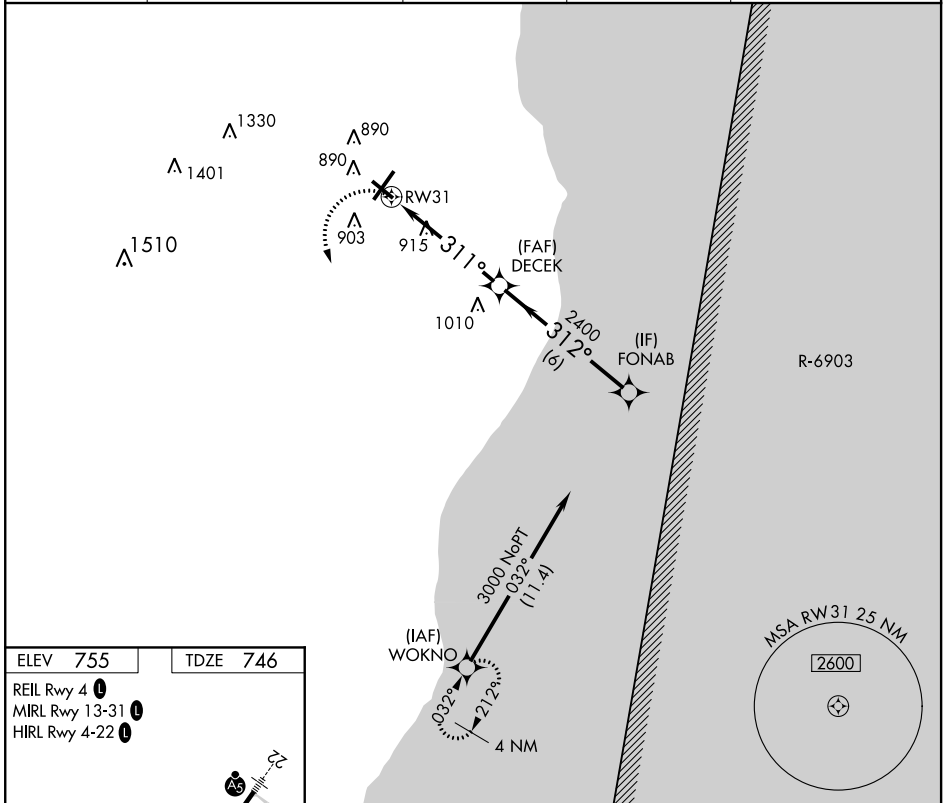 1330
890
890
1401
RW31
1510
903
915
311°
(FAF)
DECEK
1010
2400
312°
(6)
(IF)
FONAB
R-6903
3000 NoPT
032°
(11.4)
(IAF)
WOKNO
032°
212°
4 NM
MSA RW31 25 NM
2600
ELEV 755
TDZE 746
REIL Rwy 4 L
MIRL Rwy 13-31 L
HIRL Rwy 4-22 L
22
A5